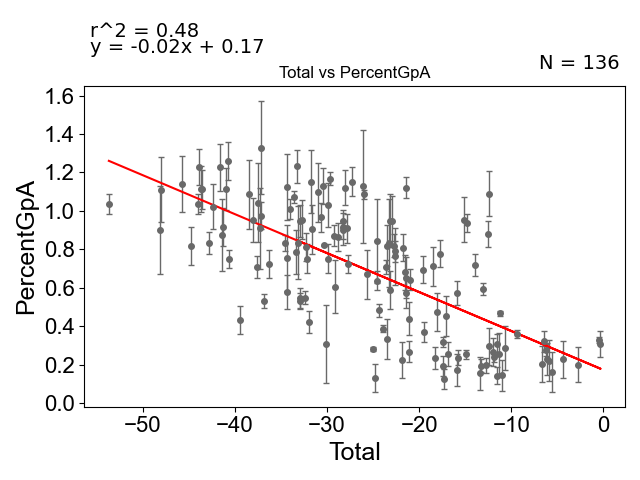 r^2 = 0.48
y = -0.02x + 0.17
N = 136
Total vs PercentGpA
1.6
1.4
1.2
1.0
0.8
0.6
0.4
0.2
0.0
PercentGpA
−50 −40 −30 −20 −10 0
Total